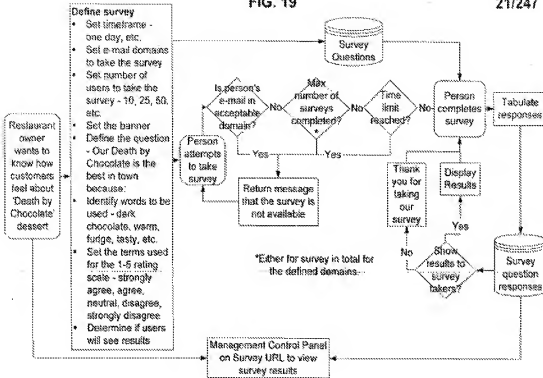 FIG. 19
21/247
Define survey
• Set timeframe -
one day, etc.
• Set e-mail domains
to take the survey
• Set number of
users to take the
survey - 10, 25, 50,
etc.
• Set the banner
• Define the question
- Our Death by
Chocolate is the best
in town
because:
• Identify words to be
used - dark
chocolate, warm,
fudge, tasty, etc.
• Set the terms used
for the 1-5 rating
scale - strongly
agree, agree,
neutral, disagree,
strongly disagree
• Determine if users
will see results
Restaurant
owner
wants to
know how
customers
feel about
'Death by
Chocolate'
dessert
Person
attempts
to take
survey
Is person's
e-mail in
acceptable
domain?
No
Max
number of
surveys
completed?
*
No
Time
limit
reached?
No
Yes
Yes
Return message
that the survey is
not available
*Either for survey in total for
the defined domains
Survey
Questions
Person
completes
survey
Tabulate
responses
Thank
you for
taking
our
survey
Display
Results
No
Yes
Show
results to
survey
takers?
Survey
question
responses
Management Control Panel
on Survey URL to view
survey results